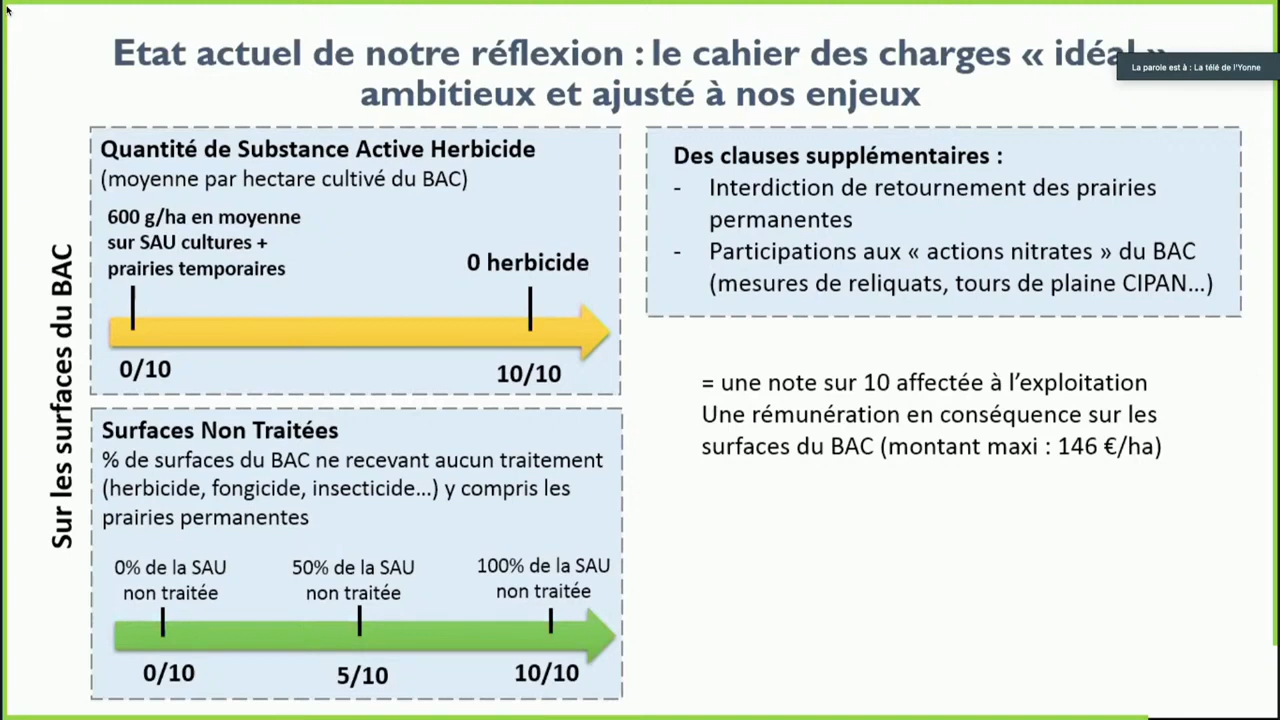 Etat actuel de notre réflexion : le cahier des charges « idéal »
ambitieux et ajusté à nos enjeux
La parole est à : La télé de l'Yonne
Sur les surfaces du BAC
Quantité de Substance Active Herbicide
(moyenne par hectare cultivé du BAC)
600 g/ha en moyenne
sur SAU cultures +
prairies temporaires
0 herbicide
0/10
10/10
Surfaces Non Traitées
% de surfaces du BAC ne recevant aucun traitement
(herbicide, fongicide, insecticide...) y compris les
prairies permanentes
0% de la SAU
non traitée
50% de la SAU
non traitée
100% de la SAU
non traitée
0/10
5/10
10/10
Des clauses supplémentaires :
- Interdiction de retournement des prairies
permanentes
- Participations aux « actions nitrates » du BAC
(mesures de reliquats, tours de plaine CIPAN...)
= une note sur 10 affectée à l'exploitation
Une rémunération en conséquence sur les
surfaces du BAC (montant maxi : 146 €/ha)